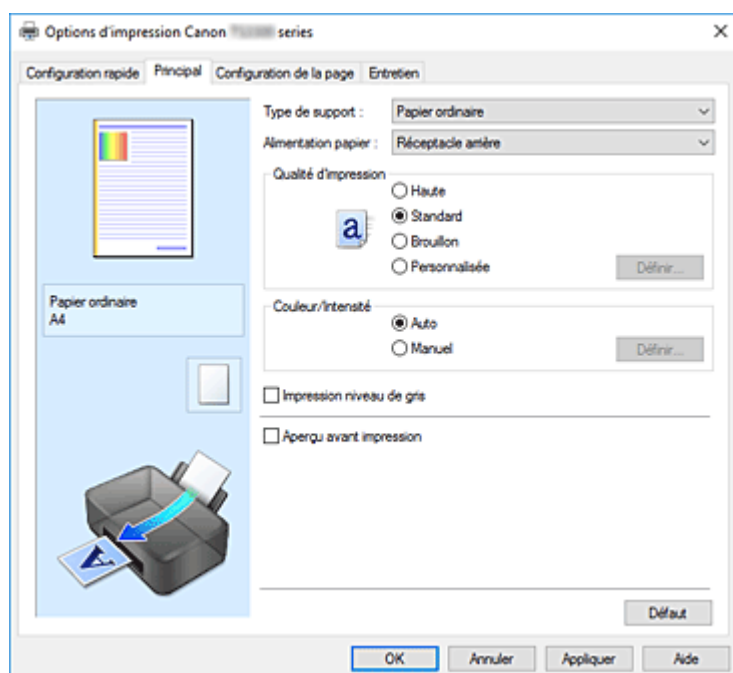 Options d'impression Canon series
Configuration rapide Principal Configuration de la page Entretien
Type de support : Papier ordinaire
Alimentation papier : Réceptacle arrière
Qualité d'impression
Haute
a Standard
Brouillon
Personnalisée Définir...
Papier ordinaire
A4
Couleur/Intensité
Auto
Manuel Définir...
Impression niveau de gris
Aperçu avant impression
A
Défaut
OK Annuler Appliquer Aide